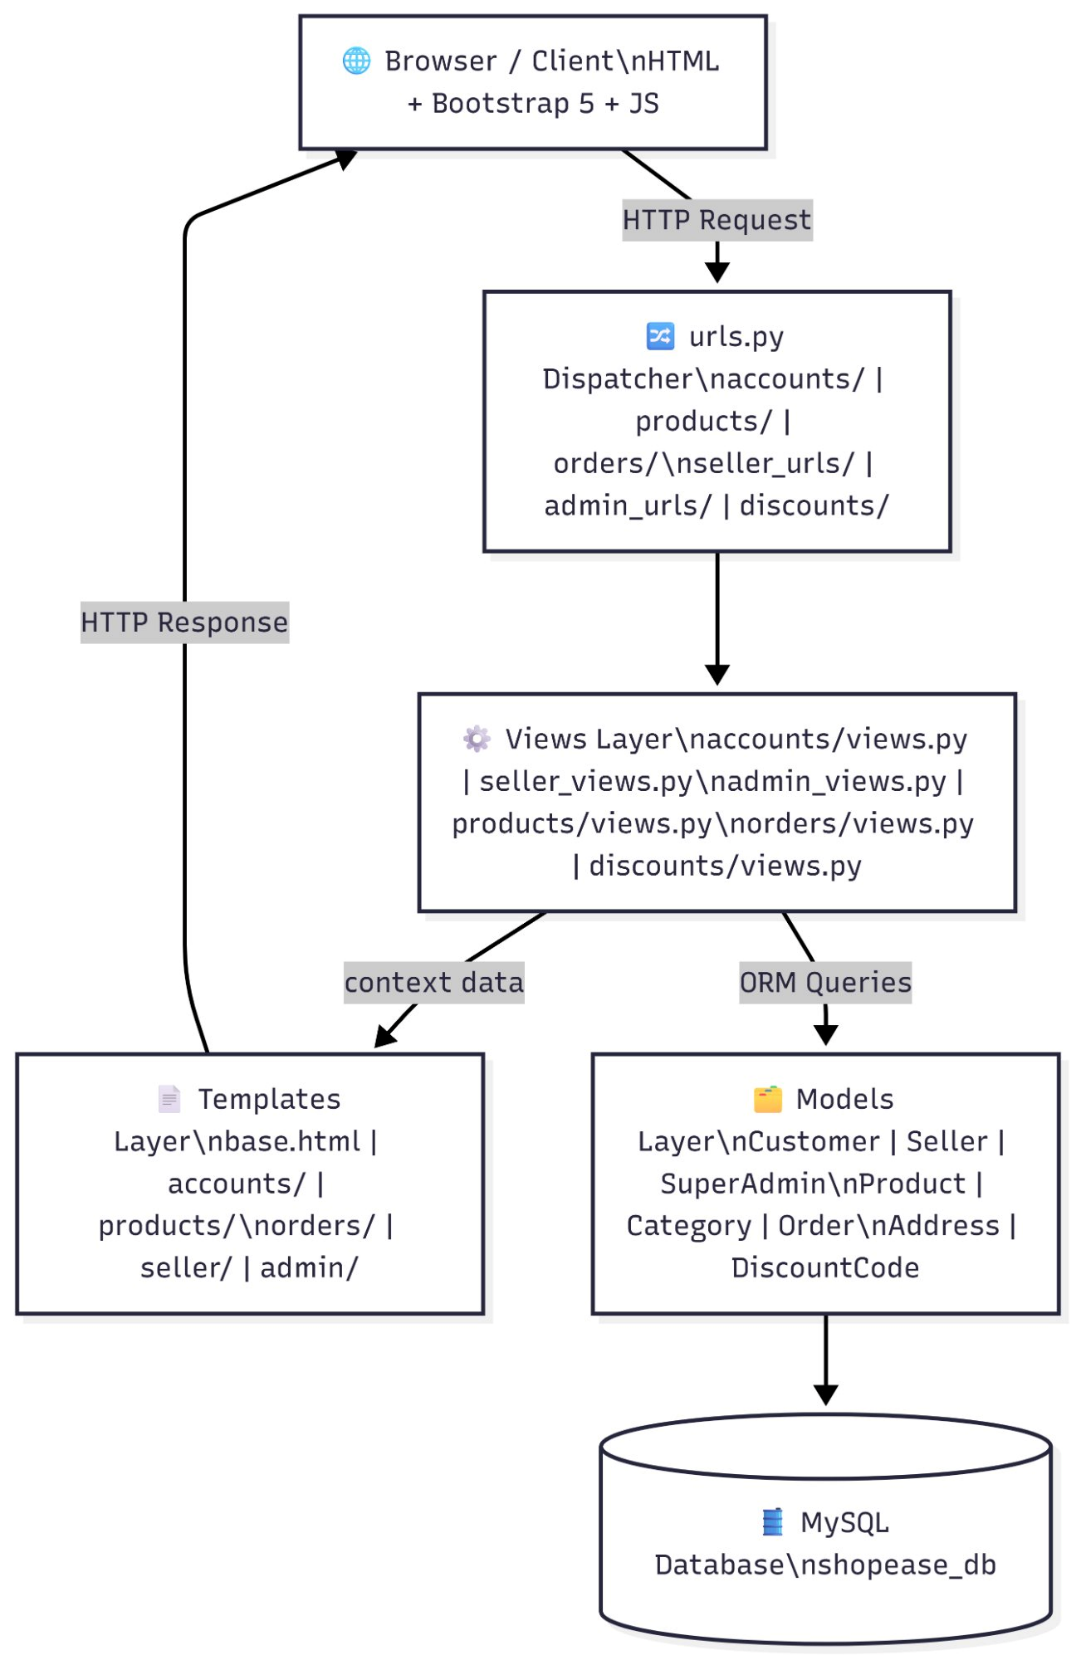 🌐 Browser / Client\nHTML
+ Bootstrap 5 + JS
HTTP Request
🔀 urls.py
Dispatcher\naccounts/ |
products/ |
orders/\nseller_urls/ |
admin_urls/ | discounts/
HTTP Response
⚙️ Views Layer\naccounts/views.py
| seller_views.py\nadmin_views.py |
products/views.py\norders/views.py
| discounts/views.py
context data
ORM Queries
📄 Templates
Layer\nbase.html |
accounts/ |
products/\norders/ |
seller/ | admin/
🗂️ Models
Layer\nCustomer | Seller |
SuperAdmin\nProduct |
Category | Order\nAddress |
DiscountCode
🛢️ MySQL
Database\nshopease_db